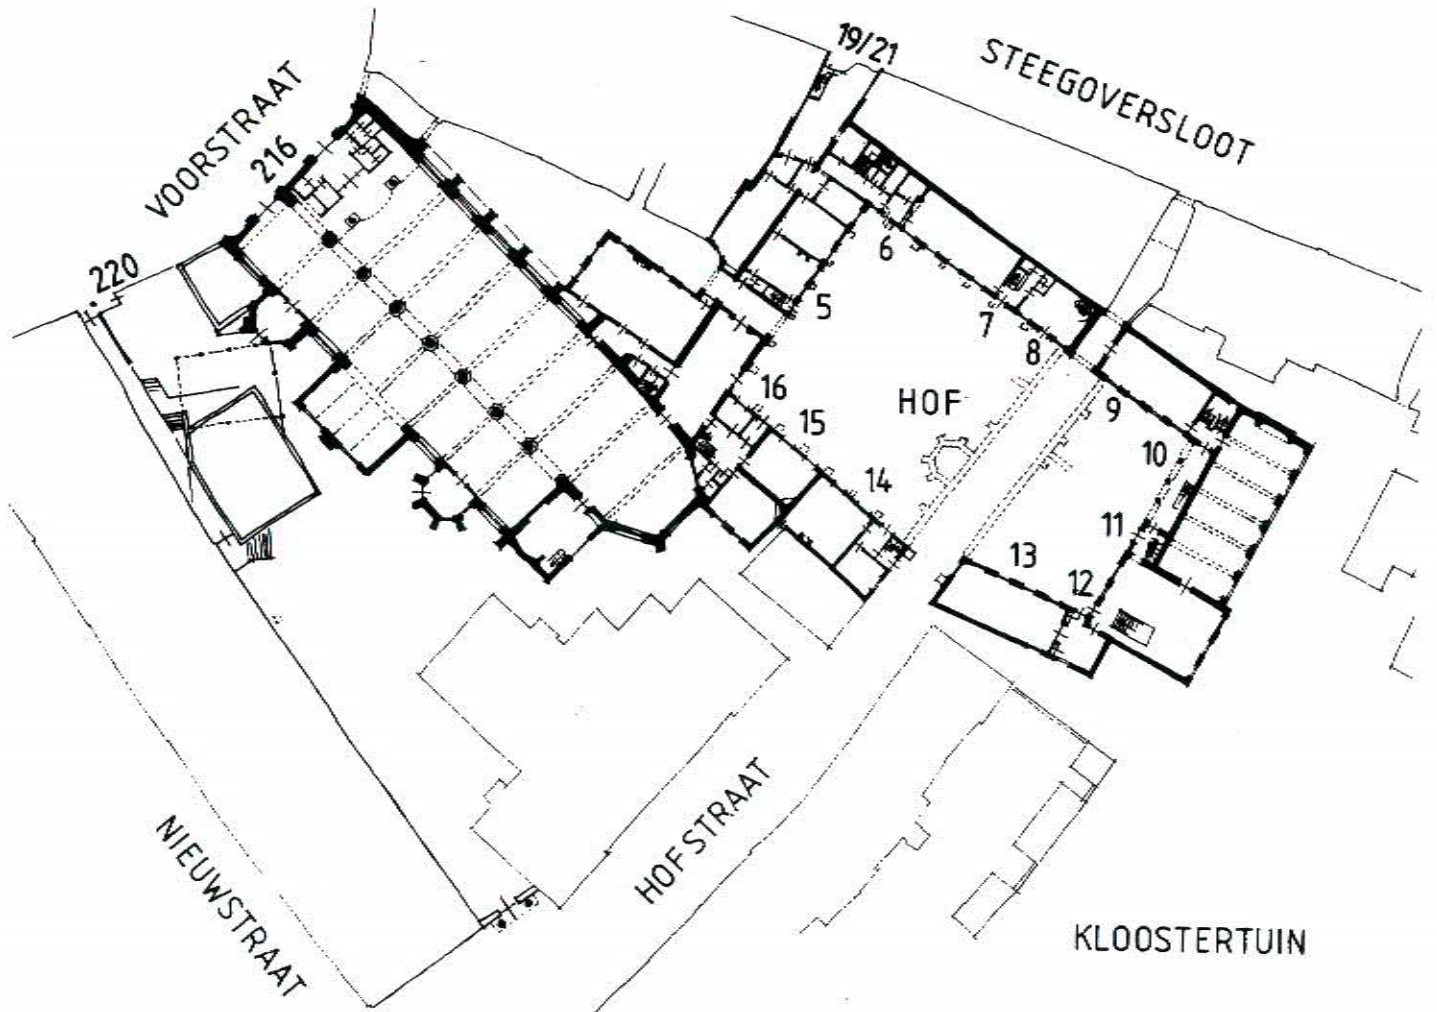 19/21
STEEGOVERSLOOT
VOORSTRAAT
216
220
5
6
7
8
9
10
11
12
13
14
15
16
HOF
NIEUWSTRAAT
HOFSTRAAT
KLOOSTERTUIN